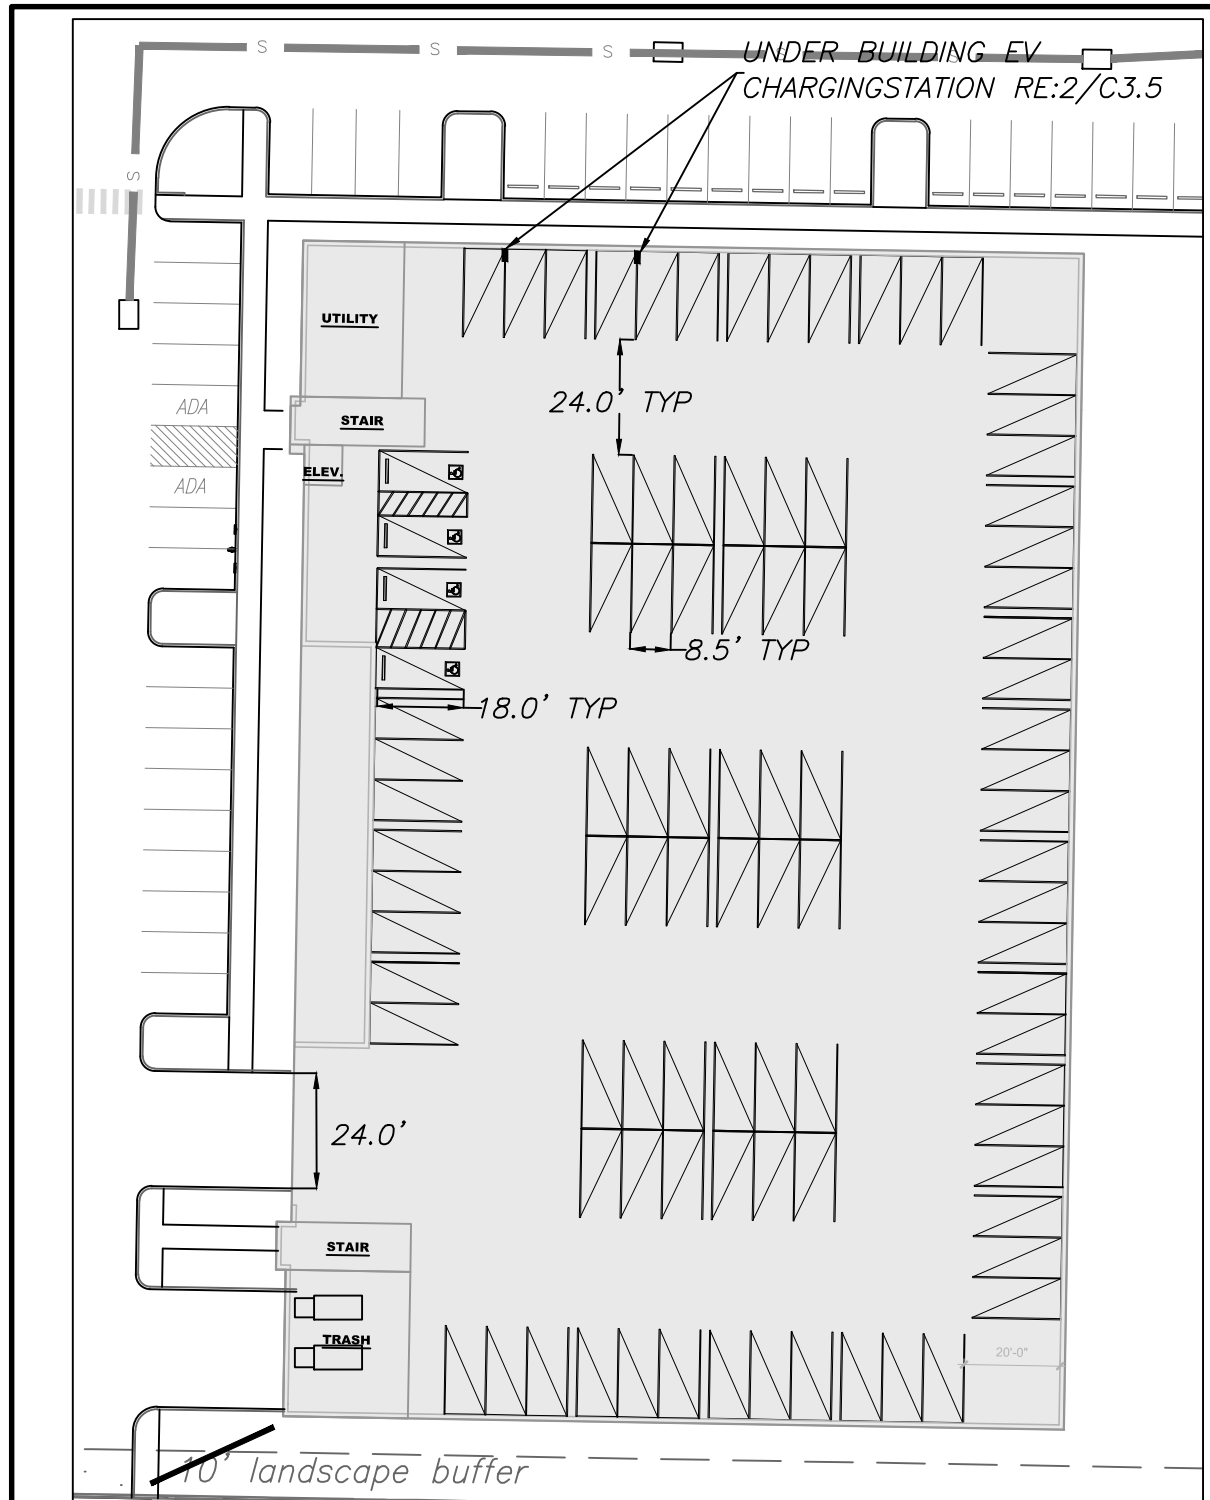 S S S S S
UNDER BUILDING EV
CHARGINGSTATION RE:2/C3.5
S
UTILITY
24.0' TYP
ADA
STAIR
ELEV.
ADA
8.5' TYP
18.0' TYP
24.0'
STAIR
TRASH
20'-0"
10' landscape buffer